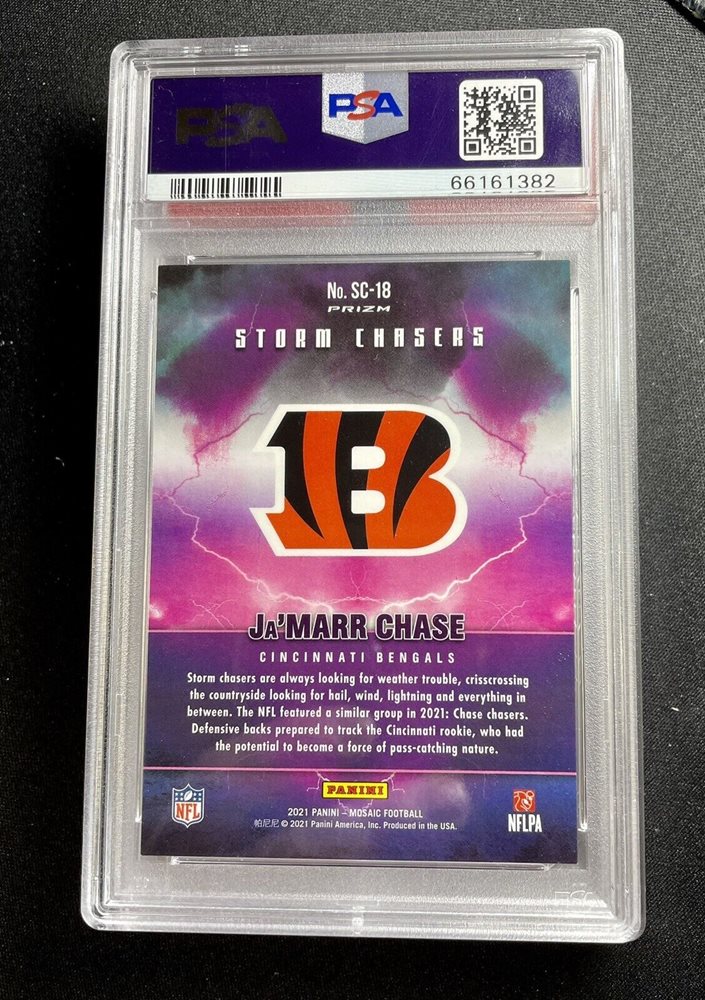 PSA
PSA
66161382
No. SC-18
PRIZM
STORM CHASERS
B
JA'MARR CHASE
CINCINNATI BENGALS
Storm chasers are always looking for weather trouble, crisscrossing
the countryside looking for hail, wind, lightning and everything in
between. The NFL featured a similar group in 2021: Chase chasers.
Defensive backs prepared to track the Cincinnati rookie, who had
the potential to become a force of pass-catching nature.
PANINI
NFL
NFLPA
2021 PANINI – MOSAIC FOOTBALL
帕尼尼 © 2021 Panini America, Inc. Produced in the USA.